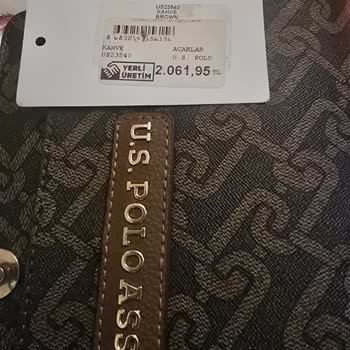 US23540
KAHVE
BROWN
KAHVE ACARLAR
US23540 U.S. POLO
YERLİ
ÜRETİM
2.061,95 TL
U.S. POLO ASS